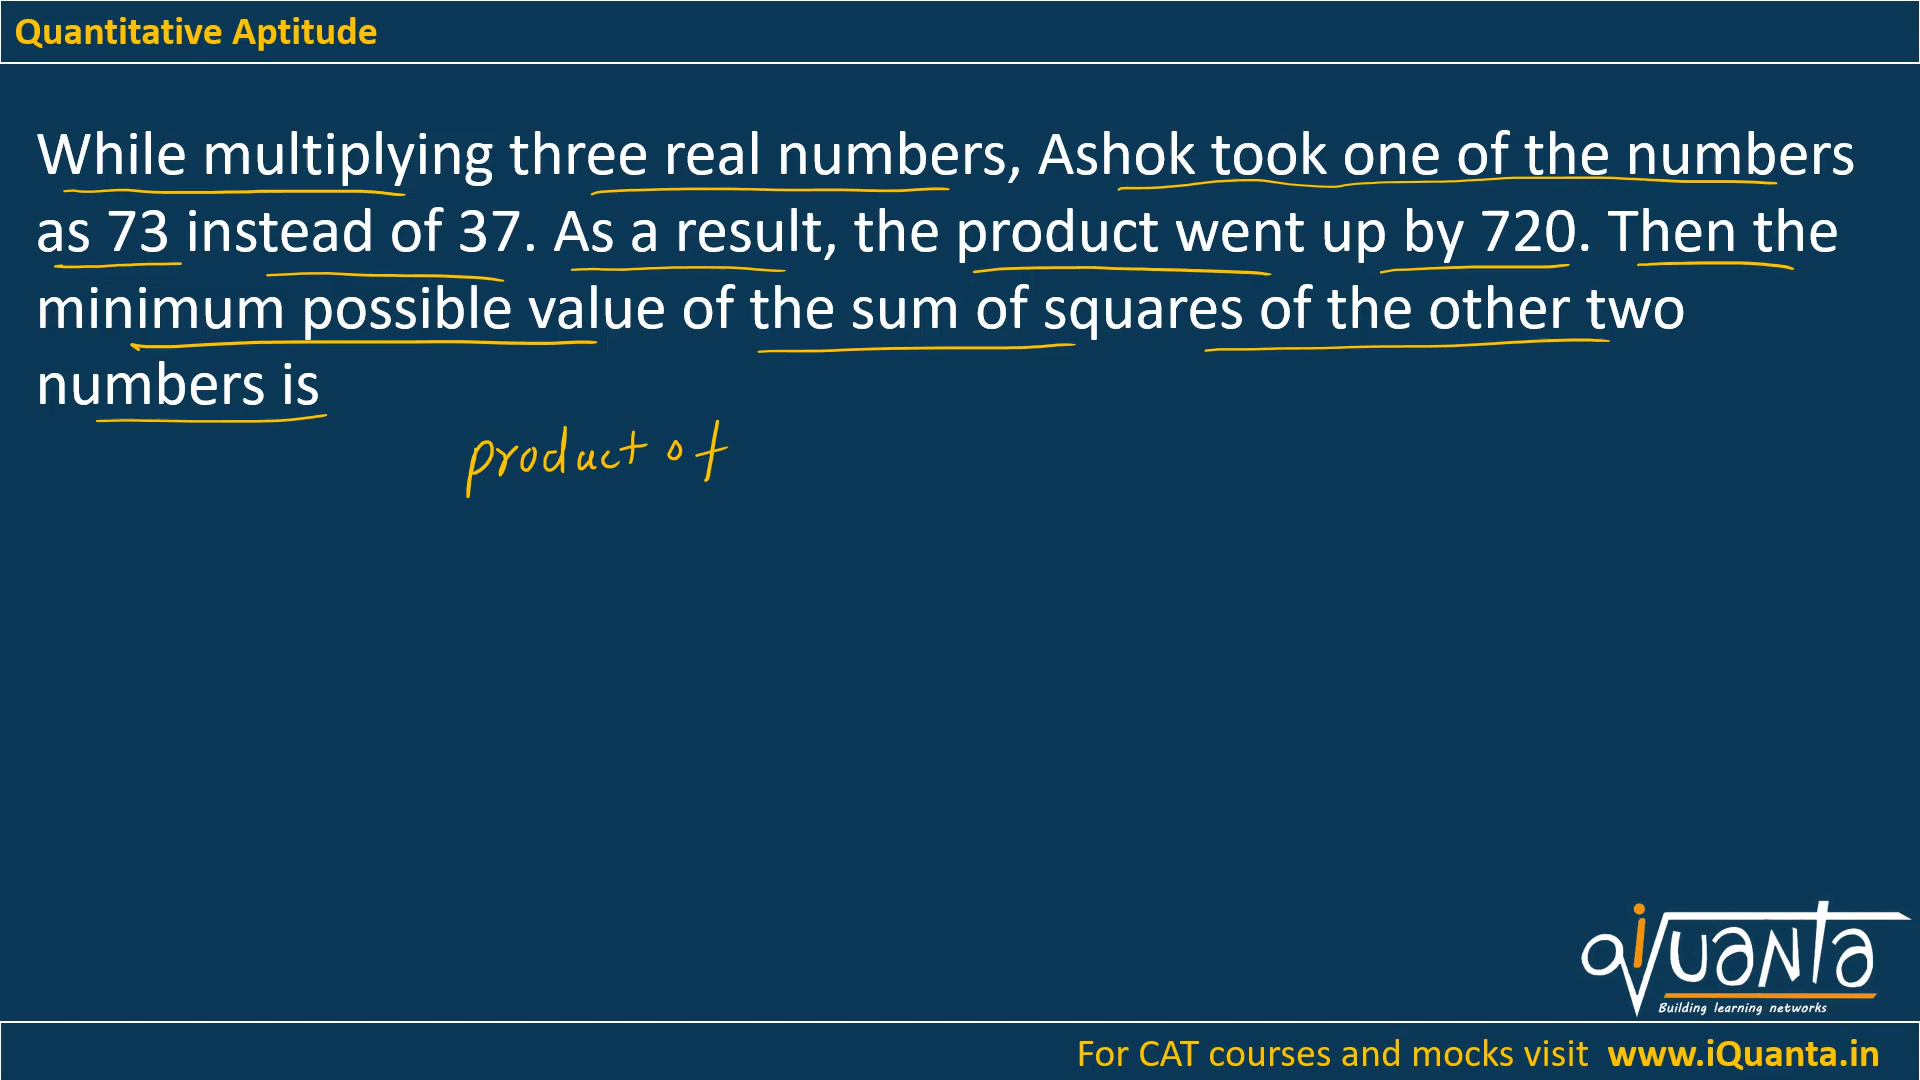 Quantitative Aptitude
While multiplying three real numbers, Ashok took one of the numbers
as 73 instead of 37. As a result, the product went up by 720. Then the
minimum possible value of the sum of squares of the other two
numbers is
product of
iQuanta
Building learning networks
For CAT courses and mocks visit www.iQuanta.in